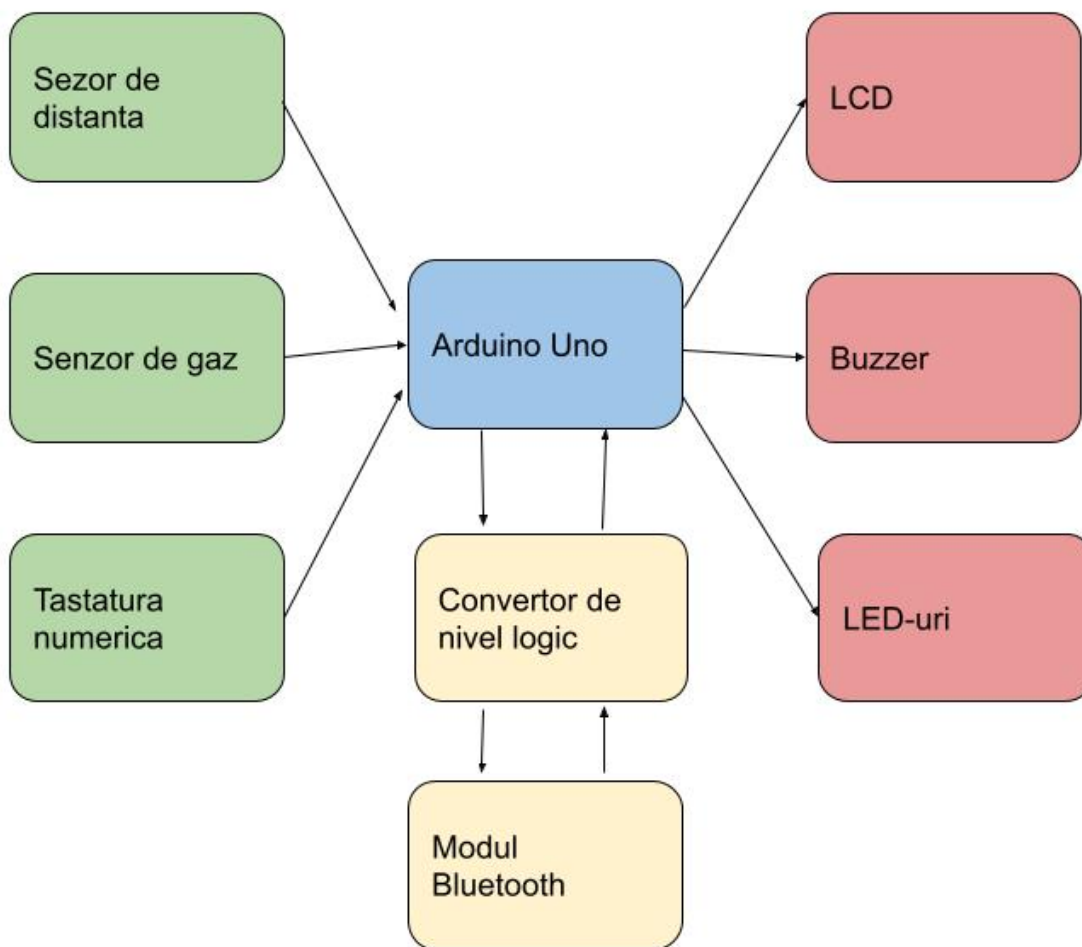 Sezor de
distanta
LCD
Senzor de gaz
Arduino Uno
Buzzer
Tastatura
numerica
Convertor de
nivel logic
LED-uri
Modul
Bluetooth